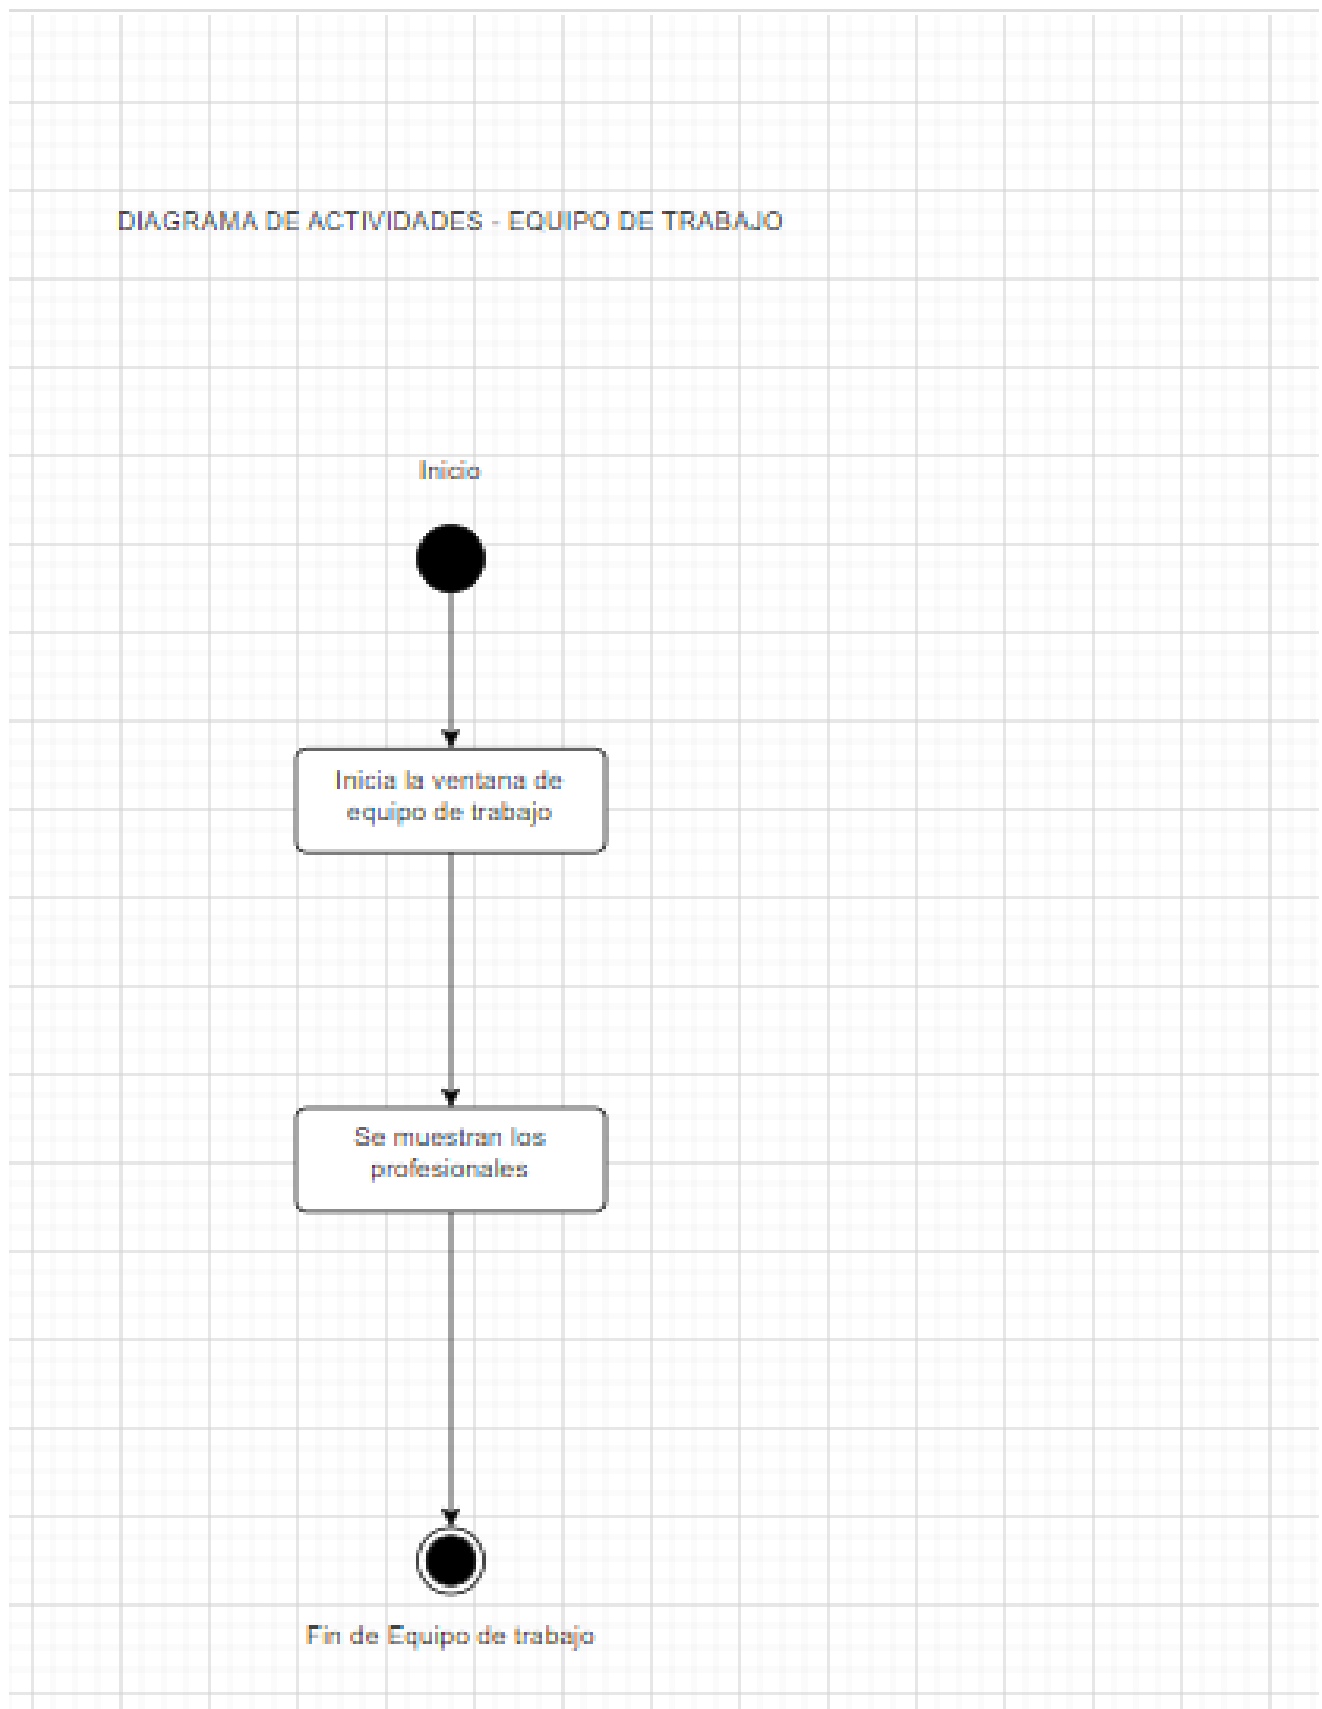 DIAGRAMA DE ACTIVIDADES - EQUIPO DE TRABAJO
Inicio
Inicia la ventana de
equipo de trabajo
Se muestran los
profesionales
Fin de Equipo de trabajo